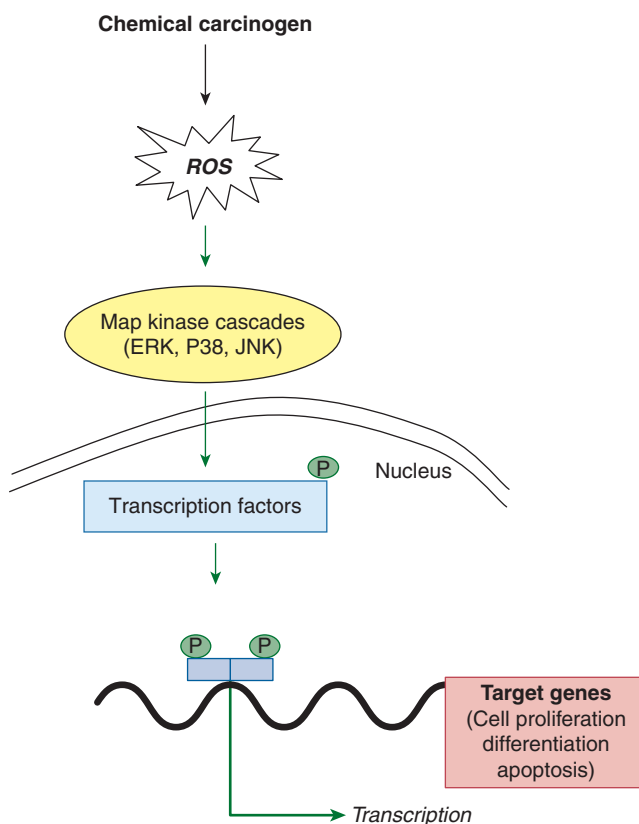 Chemical carcinogen
ROS
Map kinase cascades
(ERK, P38, JNK)
P
Nucleus
Transcription factors
P
P
Target genes
(Cell proliferation
differentiation
apoptosis)
Transcription